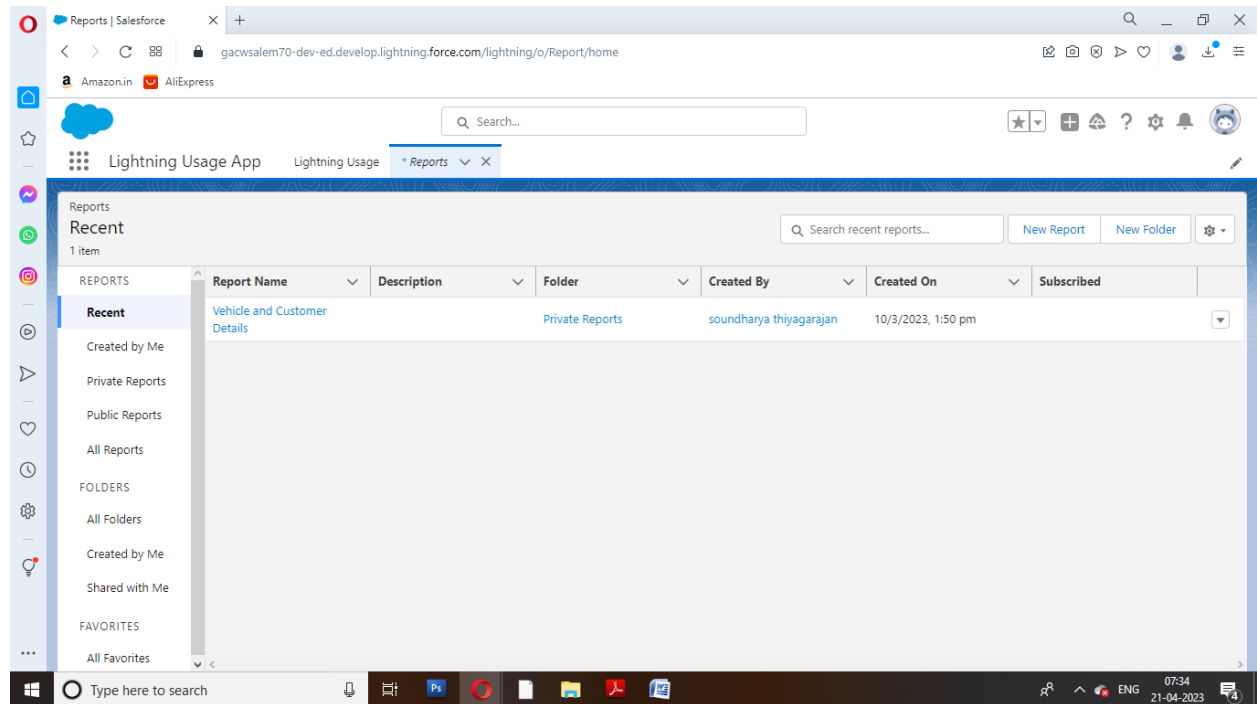 Reports | Salesforce
gacwsalem70-dev-ed.develop.lightning.force.com/lightning/o/Report/home
a Amazon.in AliExpress
Search...
Lightning Usage App Lightning Usage * Reports
Reports
Recent
1 item
Search recent reports...
New Report New Folder
REPORTS
Report Name Description Folder Created By Created On Subscribed
Recent
Vehicle and Customer
Details
Private Reports soundharya thiyagarajan 10/3/2023, 1:50 pm
Created by Me
Private Reports
Public Reports
All Reports
FOLDERS
All Folders
Created by Me
Shared with Me
FAVORITES
All Favorites
Type here to search
Ps
ENG
07:34
21-04-2023
4